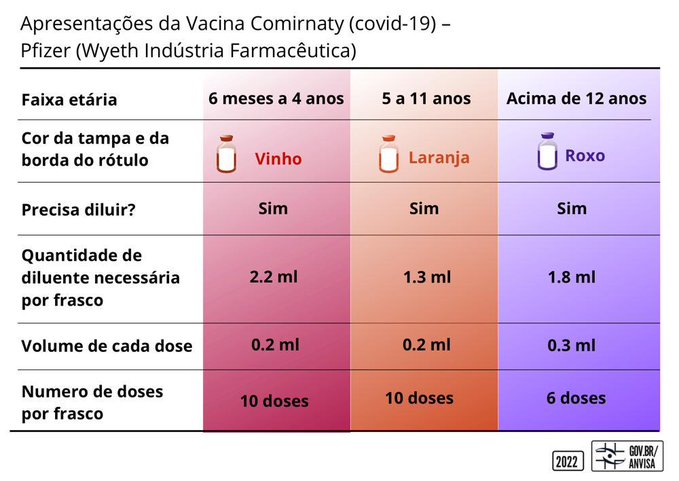 Apresentações da Vacina Comirnaty (covid-19) –
Pfizer (Wyeth Indústria Farmacêutica)
Faixa etária 6 meses a 4 anos 5 a 11 anos Acima de 12 anos
Cor da tampa e da
borda do rótulo Vinho Laranja Roxo
Precisa diluir? Sim Sim Sim
Quantidade de
diluente necessária 2.2 ml 1.3 ml 1.8 ml
por frasco
Volume de cada dose 0.2 ml 0.2 ml 0.3 ml
Numero de doses 10 doses 10 doses 6 doses
por frasco
2022 GOV.BR/
ANVISA